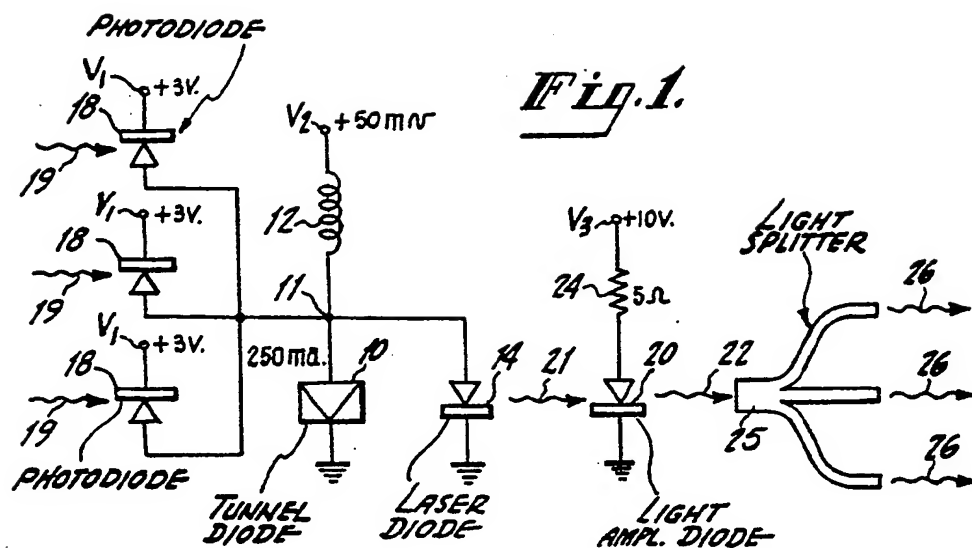 PHOTODIODE
Fig.1.
V1 +3V.
18
19
V2 +50mv
12
V1 +3V.
18
19
V3 +10V.
24
5Ω
LIGHT SPLITTER
26
11
V1 +3V.
18
19
250ma.
10
14
21
20
22
25
26
26
PHOTODIODE
TUNNEL DIODE
LASER DIODE
LIGHT AMPL. DIODE